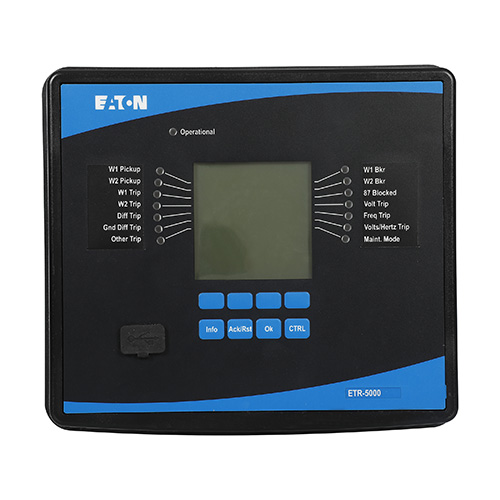 EATON
Operational
W1 Pickup
W2 Pickup
W1 Trip
W2 Trip
Diff Trip
Gnd Diff Trip
Other Trip
W1 Bkr
W2 Bkr
87 Blocked
Volt Trip
Freq Trip
Volts/Hertz Trip
Maint. Mode
Info Ack/Rst Ok CTRL
ETR-5000